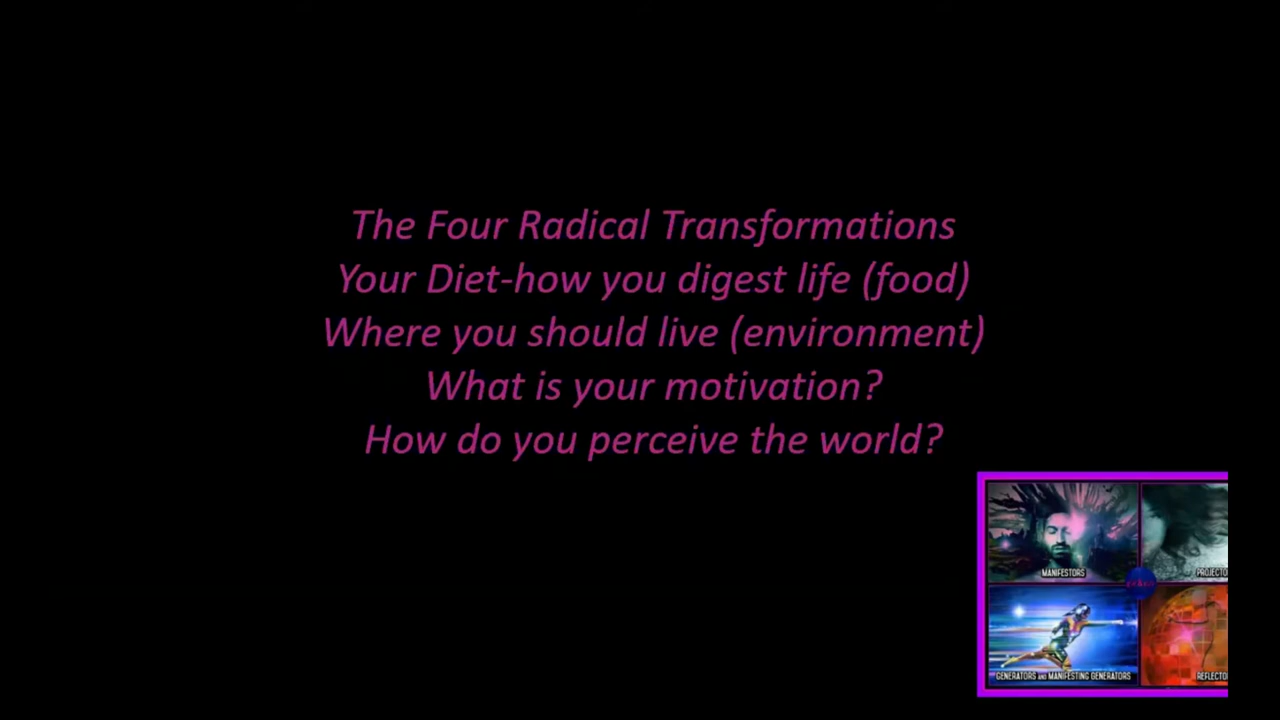 The Four Radical Transformations
Your Diet-how you digest life (food)
Where you should live (environment)
What is your motivation?
How do you perceive the world?
MANIFESTORS
GENERATORS AND MANIFESTING GENERATORS